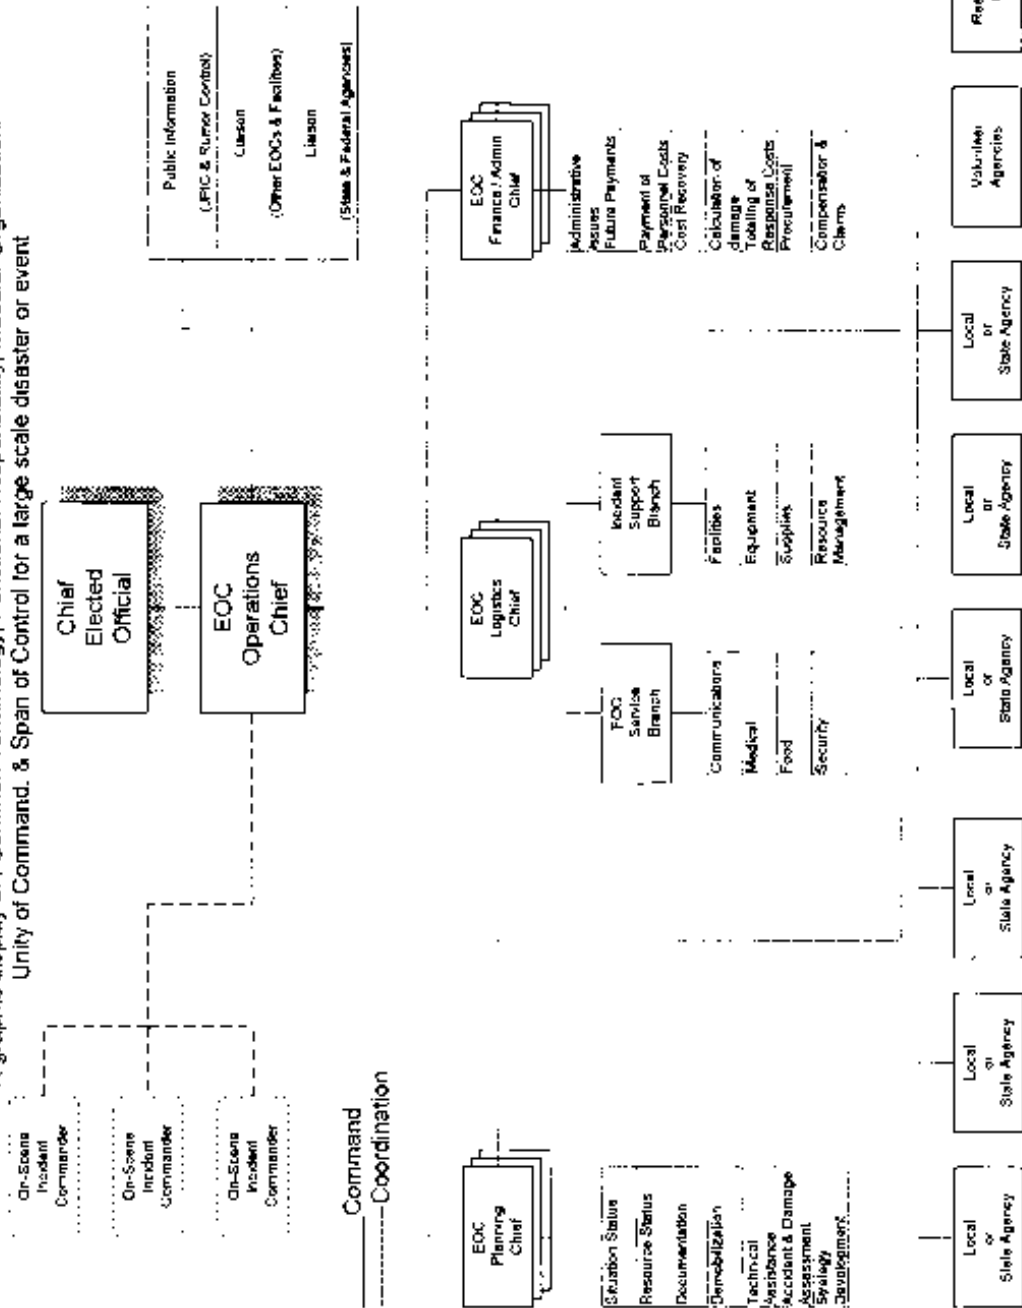 Unity of Command. & Span of Control for a large scale disaster or event
Chief
Elected
Official
EOC
Operations
Chief
Public Information
(JPIC & Rumor Control)
Liaison
(Other EOCs & Facilities)
Liaison
(State & Federal Agencies)
On-Scene
Incident
Commander
On-Scene
Incident
Commander
On-Scene
Incident
Commander
Command
Coordination
EOC
Planning
Chief
EOC
Logistics
Chief
EOC
Finance / Admin
Chief
Situation Status
Resource Status
Documentation
Demobilization
Technical
Assistance
Accident & Damage
Assessment
Development
EOC
Service
Branch
Communications
Medical
Food
Security
Incident
Support
Branch
Facilities
Equipment
Supplies
Resource
Management
Administrative
Issues
Future Payments
Payment of
Personnel Costs
Cost Recovery
Calculation of
damage
Totaling of
Response Costs
Procurement
Compensation &
Claims
Local
or
State Agency
Local
or
State Agency
Local
or
State Agency
Local
or
State Agency
Local
or
State Agency
Local
or
State Agency
Volunteer
Agencies